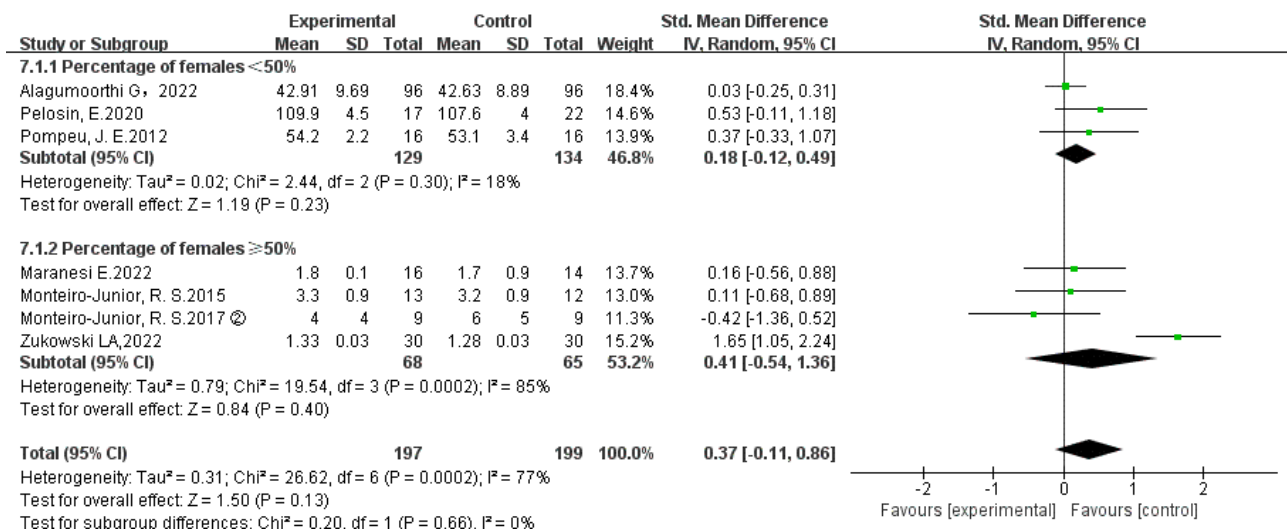 Experimental Control Std. Mean Difference Std. Mean Difference
Study or Subgroup Mean SD Total Mean SD Total Weight IV, Random, 95% CI IV, Random, 95% CI
7.1.1 Percentage of females＜50%
Alagumoorthi G，2022 42.91 9.69 96 42.63 8.89 96 18.4% 0.03 [-0.25, 0.31]
Pelosin, E.2020 109.9 4.5 17 107.6 4 22 14.6% 0.53 [-0.11, 1.18]
Pompeu, J. E.2012 54.2 2.2 16 53.1 3.4 16 13.9% 0.37 [-0.33, 1.07]
Subtotal (95% CI) 129 134 46.8% 0.18 [-0.12, 0.49]
Heterogeneity: Tau² = 0.02; Chi² = 2.44, df = 2 (P = 0.30); I² = 18%
Test for overall effect: Z = 1.19 (P = 0.23)
7.1.2 Percentage of females≥50%
Maranesi E.2022 1.8 0.1 16 1.7 0.9 14 13.7% 0.16 [-0.56, 0.88]
Monteiro-Junior, R. S.2015 3.3 0.9 13 3.2 0.9 12 13.0% 0.11 [-0.68, 0.89]
Monteiro-Junior, R. S.2017 ② 4 4 9 6 5 9 11.3% -0.42 [-1.36, 0.52]
Zukowski LA,2022 1.33 0.03 30 1.28 0.03 30 15.2% 1.65 [1.05, 2.24]
Subtotal (95% CI) 68 65 53.2% 0.41 [-0.54, 1.36]
Heterogeneity: Tau² = 0.79; Chi² = 19.54, df = 3 (P = 0.0002); I² = 85%
Test for overall effect: Z = 0.84 (P = 0.40)
Total (95% CI) 197 199 100.0% 0.37 [-0.11, 0.86]
Heterogeneity: Tau² = 0.31; Chi² = 26.62, df = 6 (P = 0.0002); I² = 77%
Test for overall effect: Z = 1.50 (P = 0.13)
Test for subgroup differences: Chi² = 0.20, df = 1 (P = 0.66), I² = 0%
-2 -1 0 1 2
Favours [experimental] Favours [control]